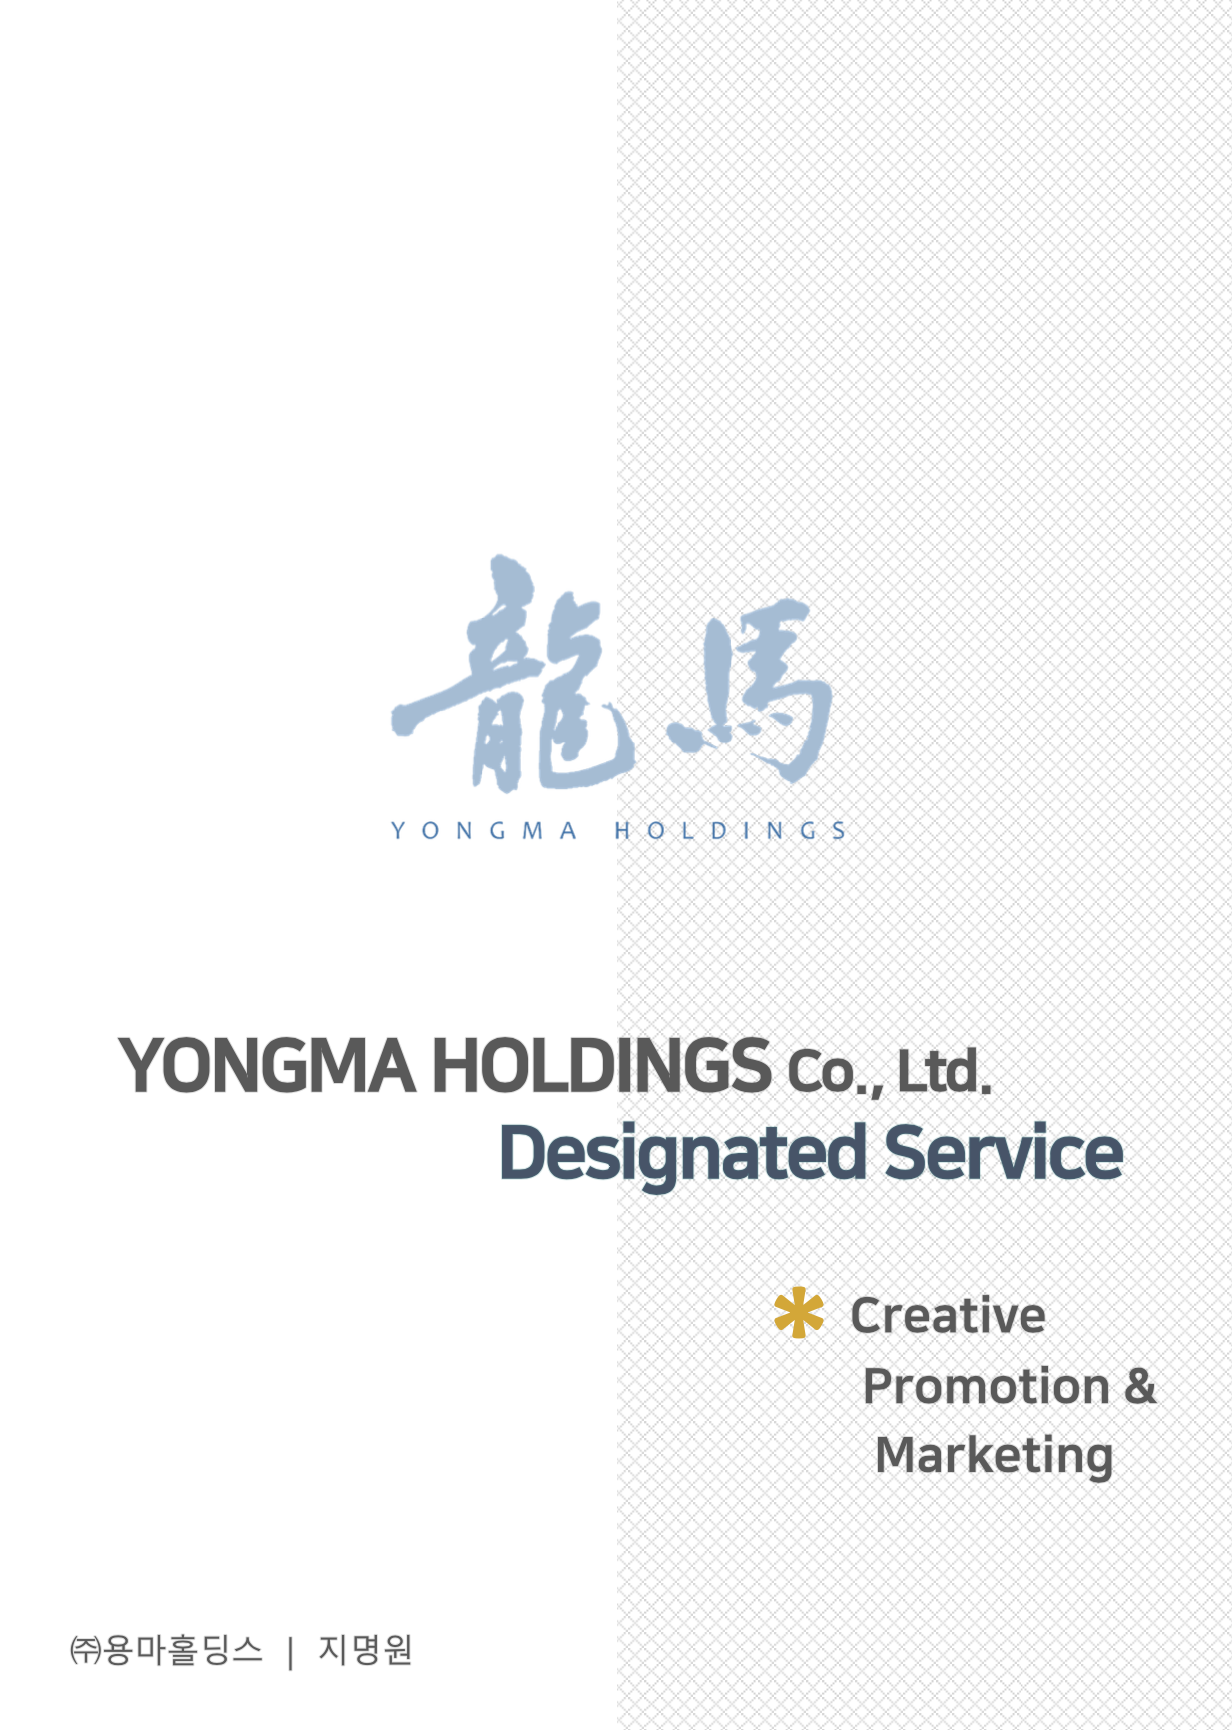 龍馬
YONGMA HOLDINGS
YONGMA HOLDINGS Co., Ltd.
Designated Service
* Creative
Promotion &
Marketing
㈜용마홀딩스 | 지명원